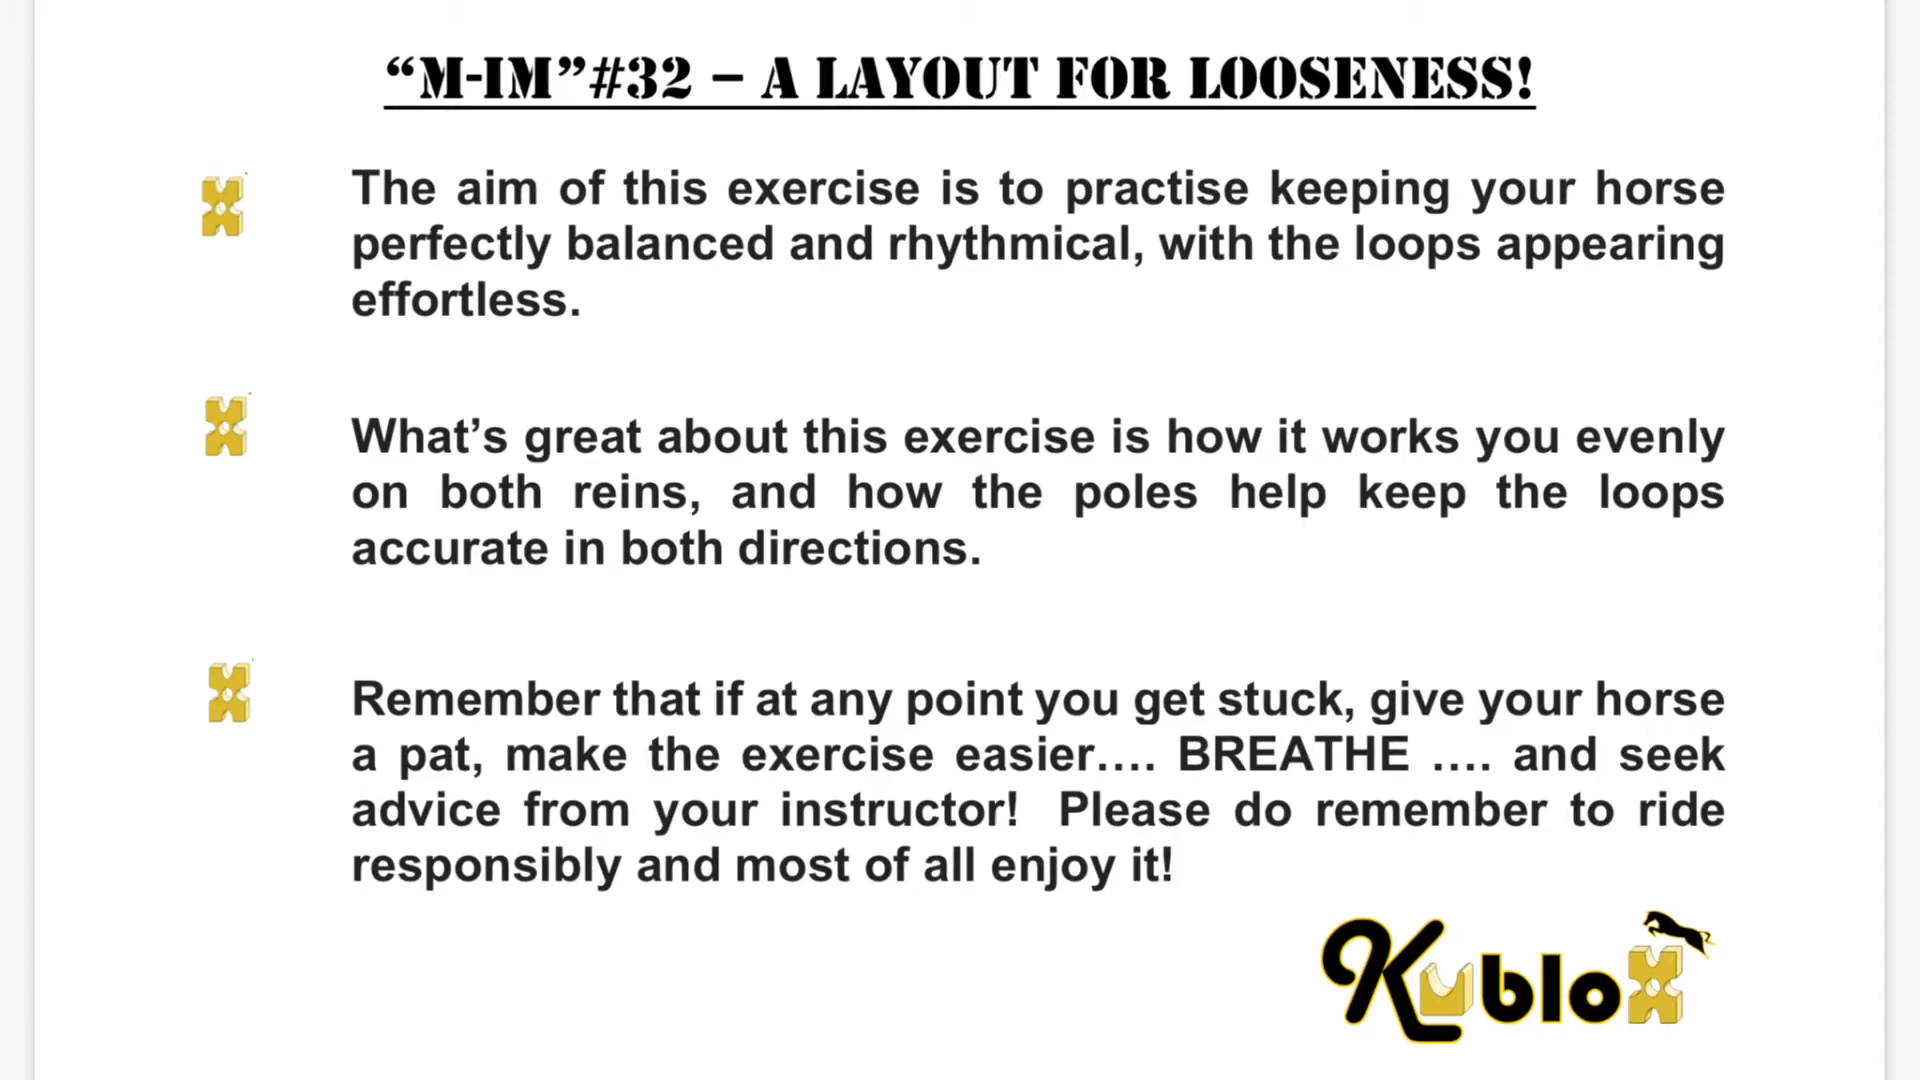 “M-IM”#32 – A LAYOUT FOR LOOSENESS!
The aim of this exercise is to practise keeping your horse
perfectly balanced and rhythmical, with the loops appearing
effortless.
What’s great about this exercise is how it works you evenly
on both reins, and how the poles help keep the loops
accurate in both directions.
Remember that if at any point you get stuck, give your horse
a pat, make the exercise easier…. BREATHE …. and seek
advice from your instructor!  Please do remember to ride
responsibly and most of all enjoy it!
Kublox